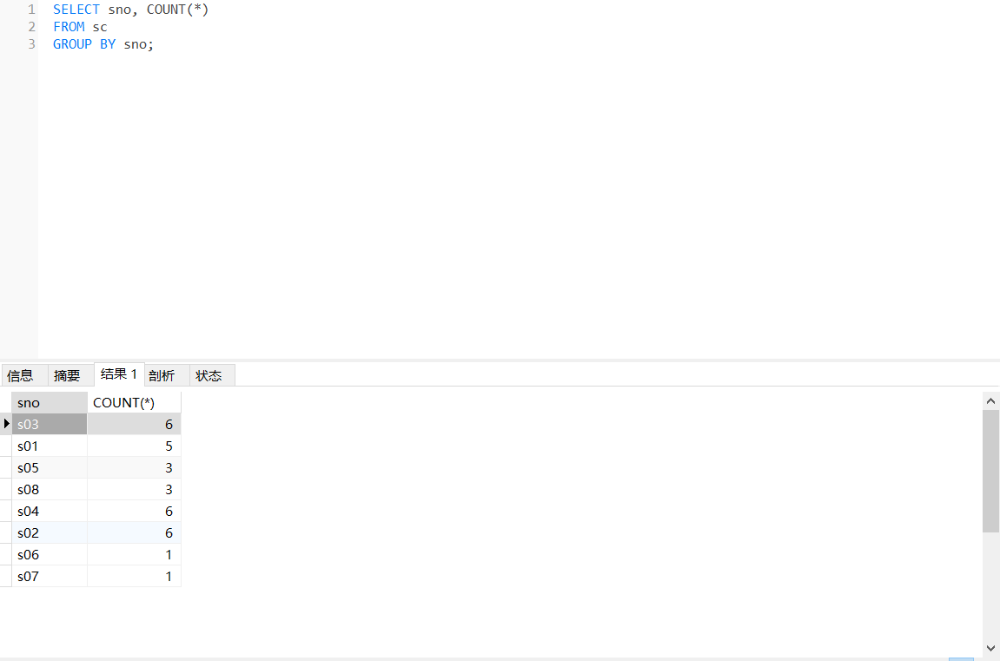 1 SELECT sno, COUNT(*)
2 FROM sc
3 GROUP BY sno;
信息 摘要 结果 1 剖析 状态
sno COUNT(*)
s03 6
s01 5
s05 3
s08 3
s04 6
s02 6
s06 1
s07 1